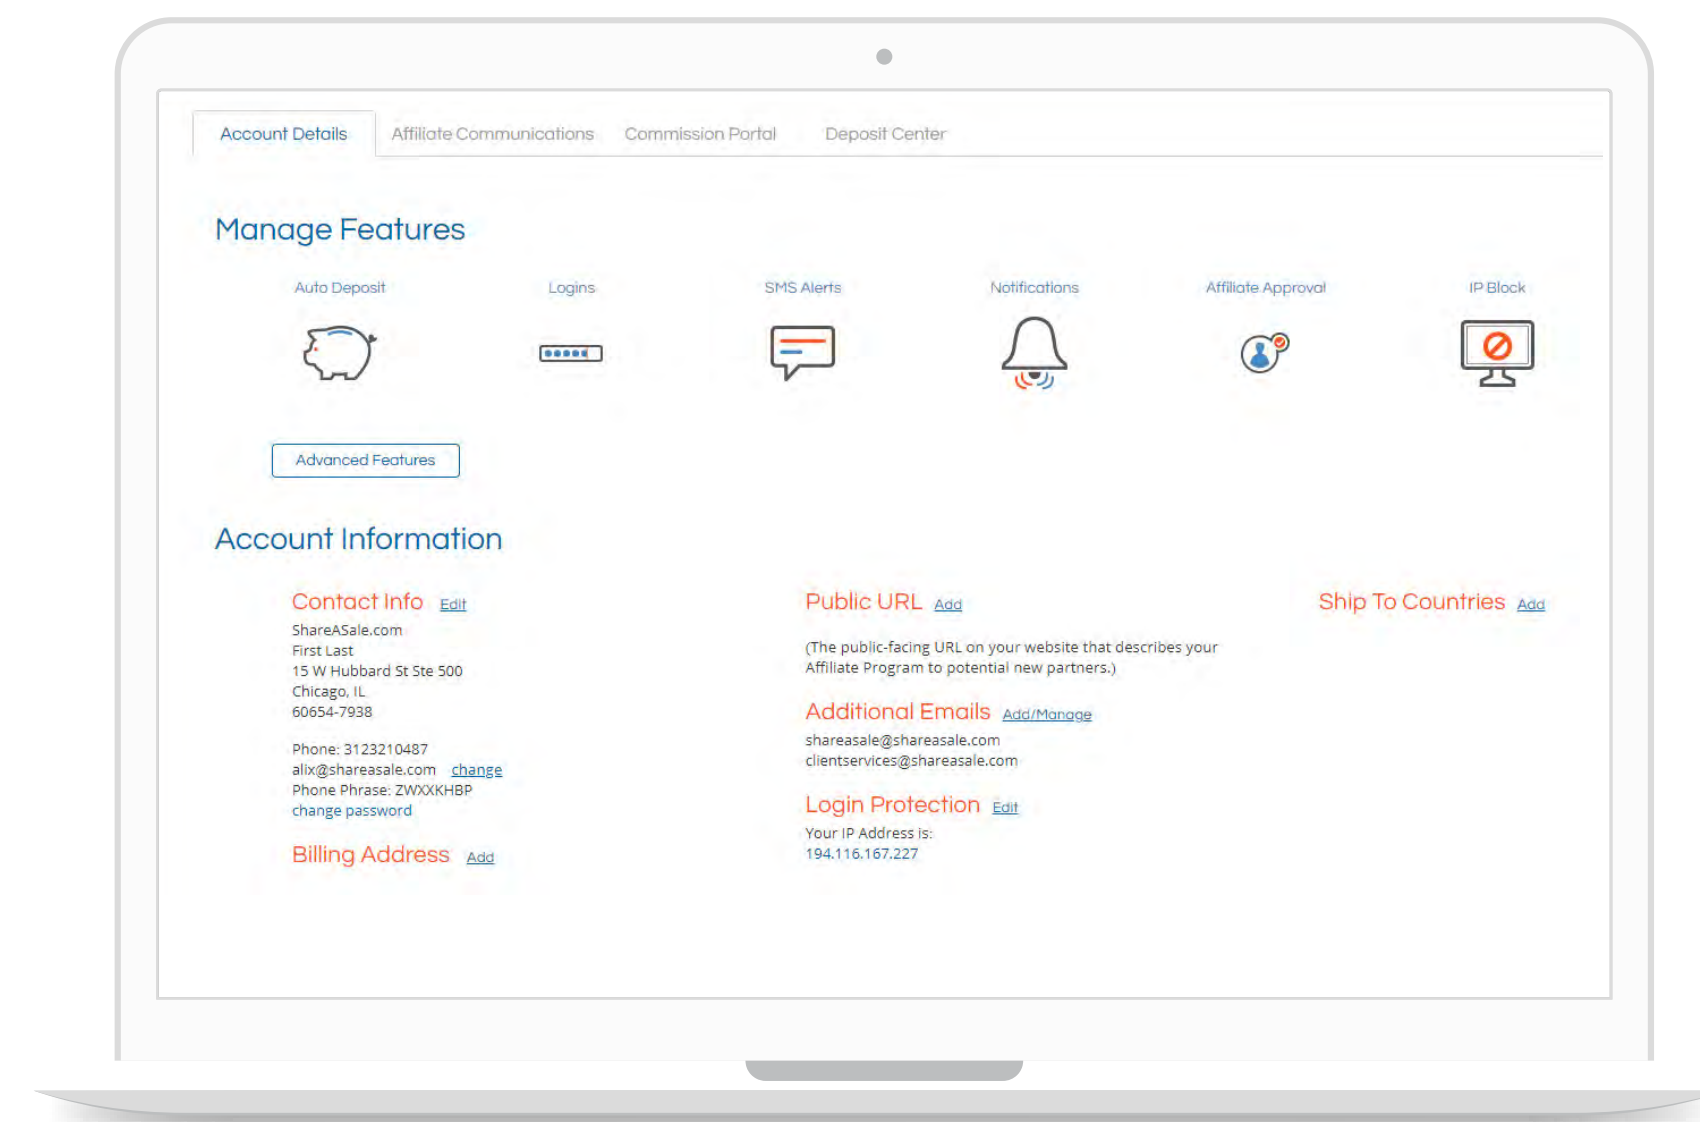 Account Details
Affiliate Communications
Commission Portal
Deposit Center
Manage Features
Auto Deposit
Logins
SMS Alerts
Notifications
Affiliate Approval
IP Block
Advanced Features
Account Information
Contact Info Edit
ShareASale.com
First Last
15 W Hubbard St Ste 500
Chicago, IL
60654-7938
Phone: 3123210487
alix@shareasale.com change
Phone Phrase: ZWXXKHBP
change password
Billing Address Add
Public URL Add
(The public-facing URL on your website that describes your
Affiliate Program to potential new partners.)
Additional Emails Add/Manage
shareasale@shareasale.com
clientservices@shareasale.com
Login Protection Edit
Your IP Address is:
194.116.167.227
Ship To Countries Add